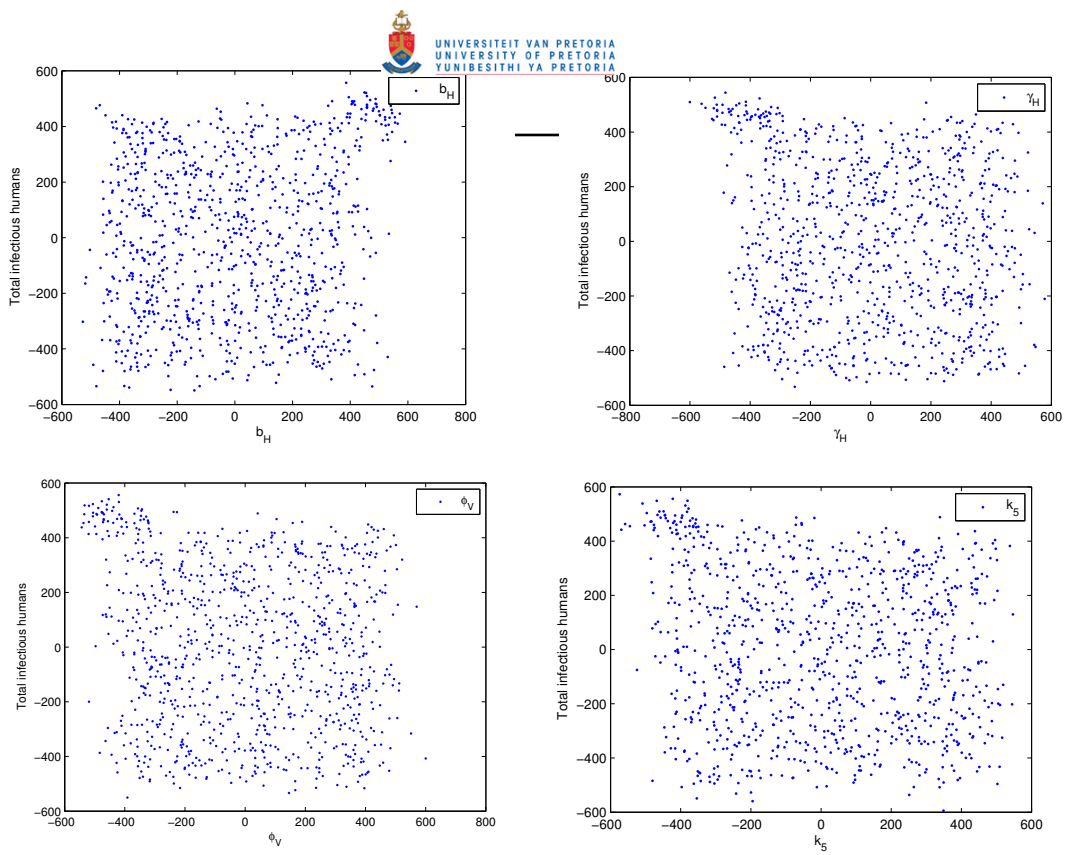 UNIVERSITEIT VAN PRETORIA
UNIVERSITY OF PRETORIA
YUNIBESITHI YA PRETORIA
600
400
200
0
−200
−400
−600
−600 −400 −200 0 200 400 600 800
b_H
Total infectious humans
b_H
600
400
200
0
−200
−400
−600
−800 −600 −400 −200 0 200 400 600
γ_H
Total infectious humans
γ_H
600
400
200
0
−200
−400
−600
−600 −400 −200 0 200 400 600 800
ϕ_V
Total infectious humans
ϕ_V
600
400
200
0
−200
−400
−600
−600 −400 −200 0 200 400 600
k_5
Total infectious humans
k_5